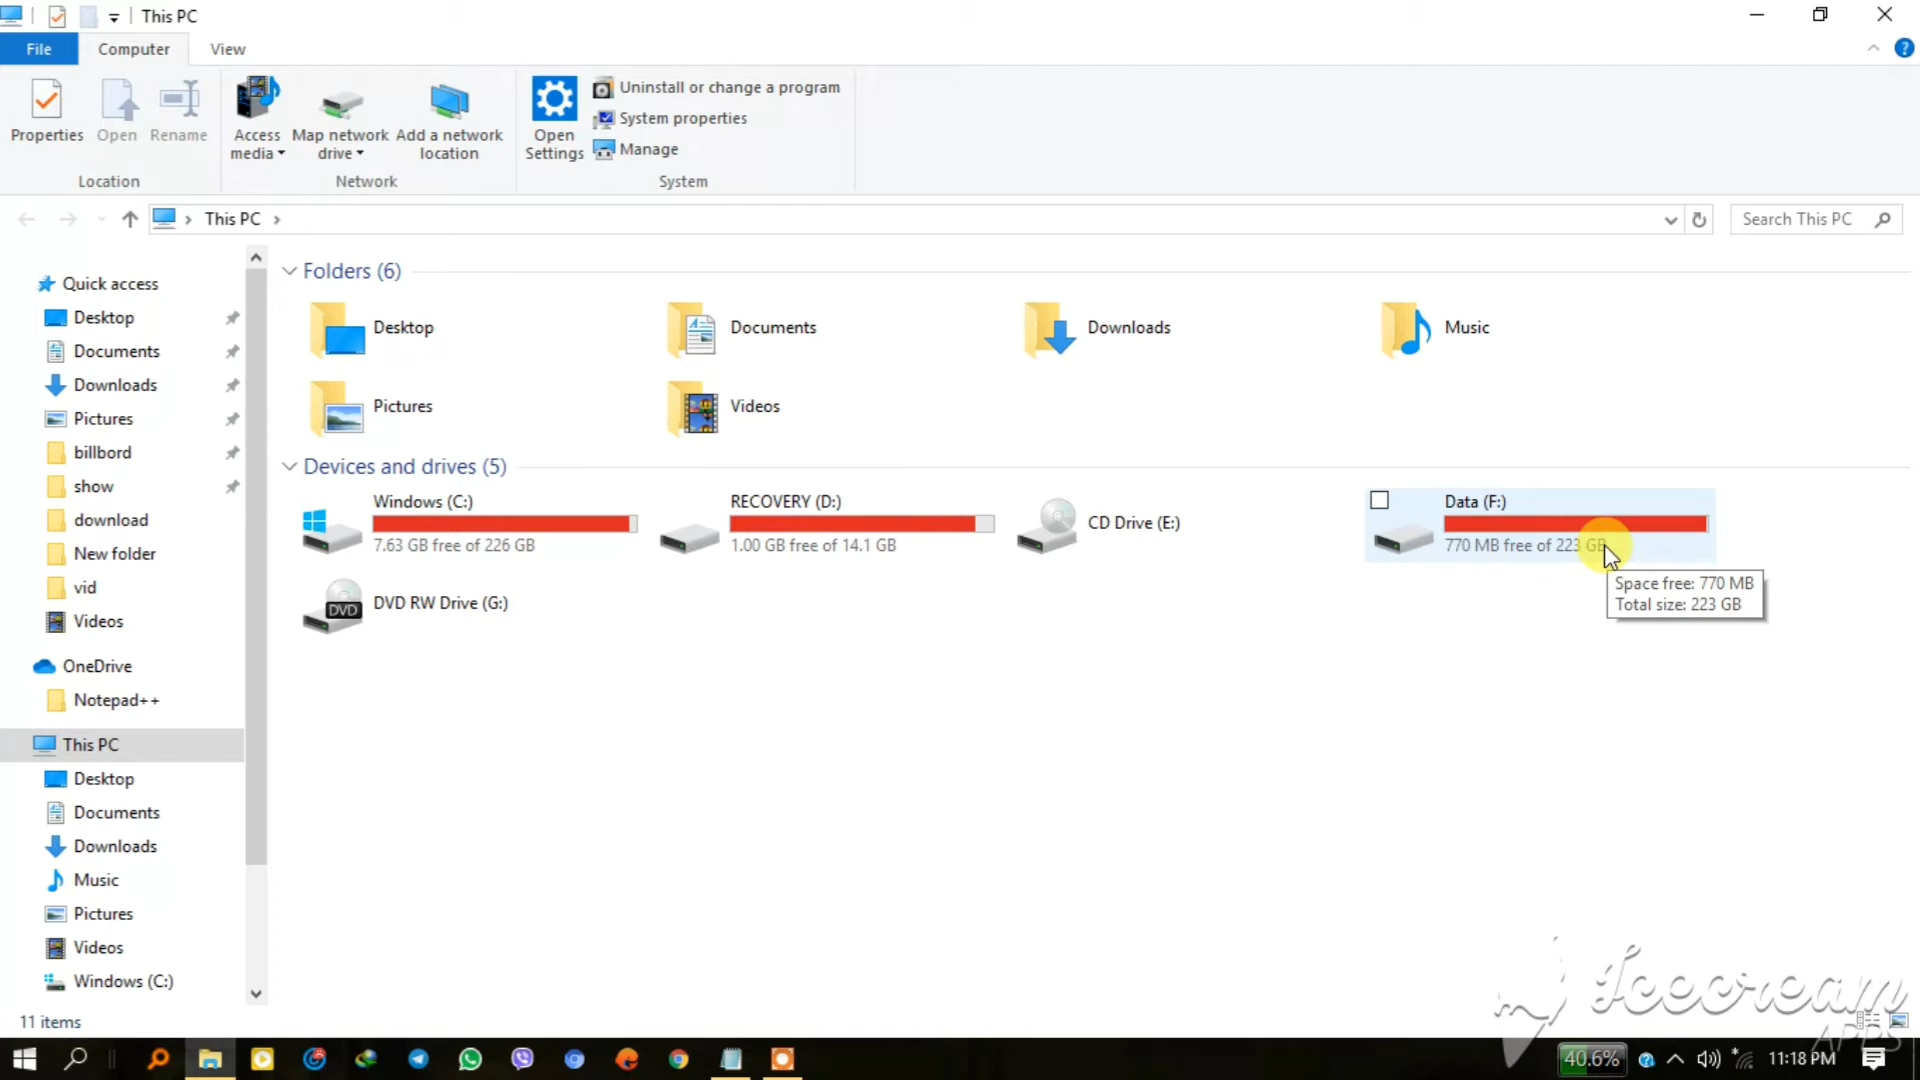 This PC
File
Computer
View
Properties
Open
Rename
Access
media
Map network
drive
Add a network
location
Open
Settings
Uninstall or change a program
System properties
Manage
Location
Network
System
This PC
Search This PC
Quick access
Desktop
Documents
Downloads
Pictures
billbord
show
download
New folder
vid
Videos
OneDrive
Notepad++
This PC
Desktop
Documents
Downloads
Music
Pictures
Videos
Windows (C:)
Folders (6)
Desktop
Documents
Downloads
Music
Pictures
Videos
Devices and drives (5)
Windows (C:)
7.63 GB free of 226 GB
RECOVERY (D:)
1.00 GB free of 14.1 GB
CD Drive (E:)
Data (F:)
770 MB free of 223 GB
DVD
DVD RW Drive (G:)
Space free: 770 MB
Total size: 223 GB
11 items
Icecream
APPS
40.6%
11:18 PM